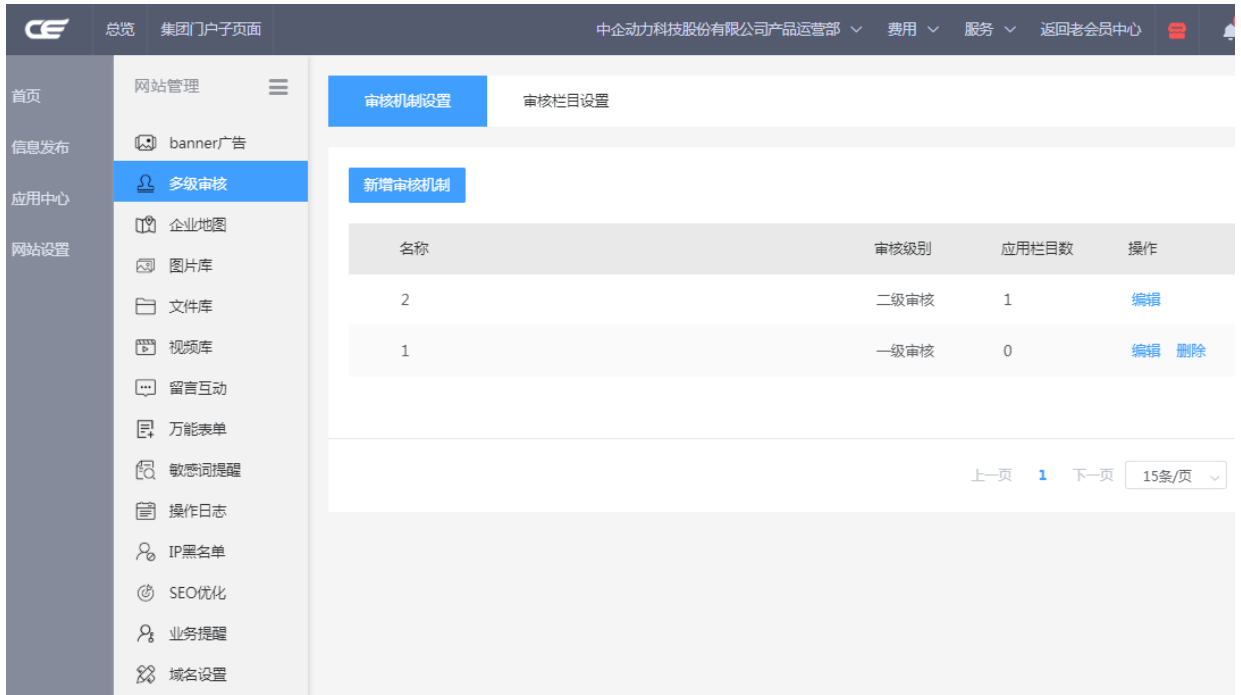 CE 总览 集团门户子页面 中企动力科技股份有限公司产品运营部 费用 服务 返回老会员中心
首页
信息发布
应用中心
网站设置
网站管理
banner广告
多级审核
企业地图
图片库
文件库
视频库
留言互动
万能表单
敏感词提醒
操作日志
IP黑名单
SEO优化
业务提醒
域名设置
审核机制设置 审核栏目设置
新增审核机制
名称 审核级别 应用栏目数 操作
2 二级审核 1 编辑
1 一级审核 0 编辑 删除
上一页 1 下一页 15条/页